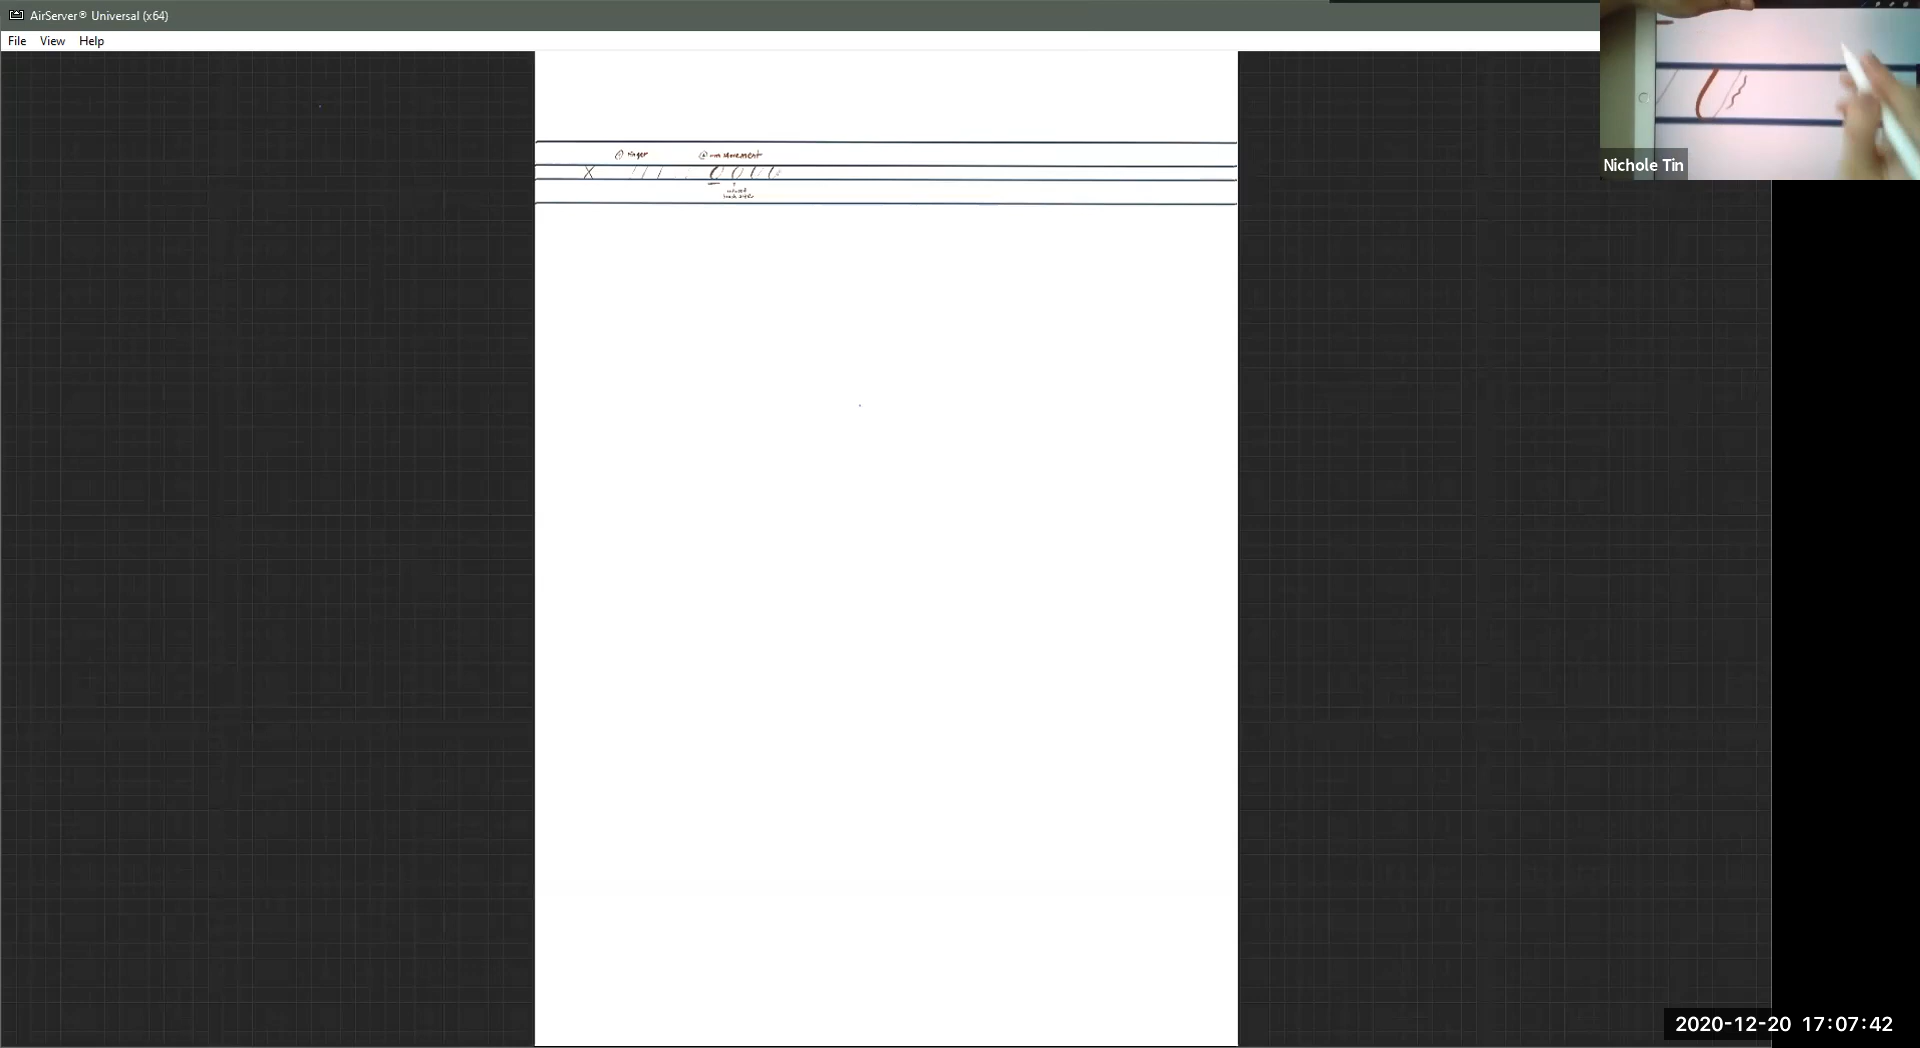 AirServer® Universal (x64)
File View Help
Nichole Tin
① Finger ② arm movement
X
2020-12-20 17:07:42